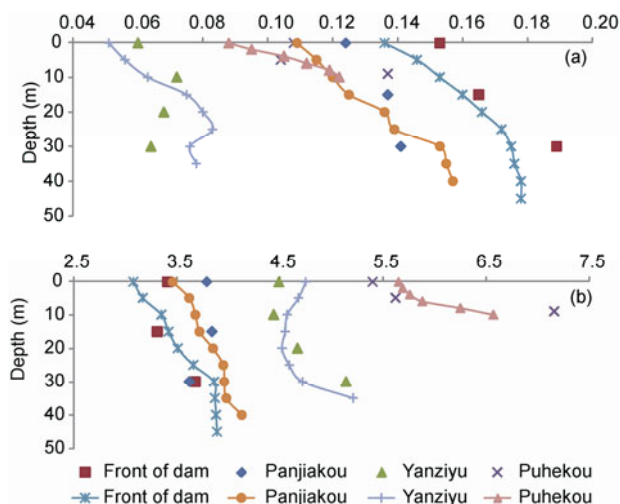 0.04 0.06 0.08 0.10 0.12 0.14 0.16 0.18 0.20
0
10
20
30
40
50
Depth (m)
(a)
2.5 3.5 4.5 5.5 6.5 7.5
0
10
20
30
40
50
Depth (m)
(b)
Front of dam Panjiakou Yanziyu Puhekou
Front of dam Panjiakou Yanziyu Puhekou